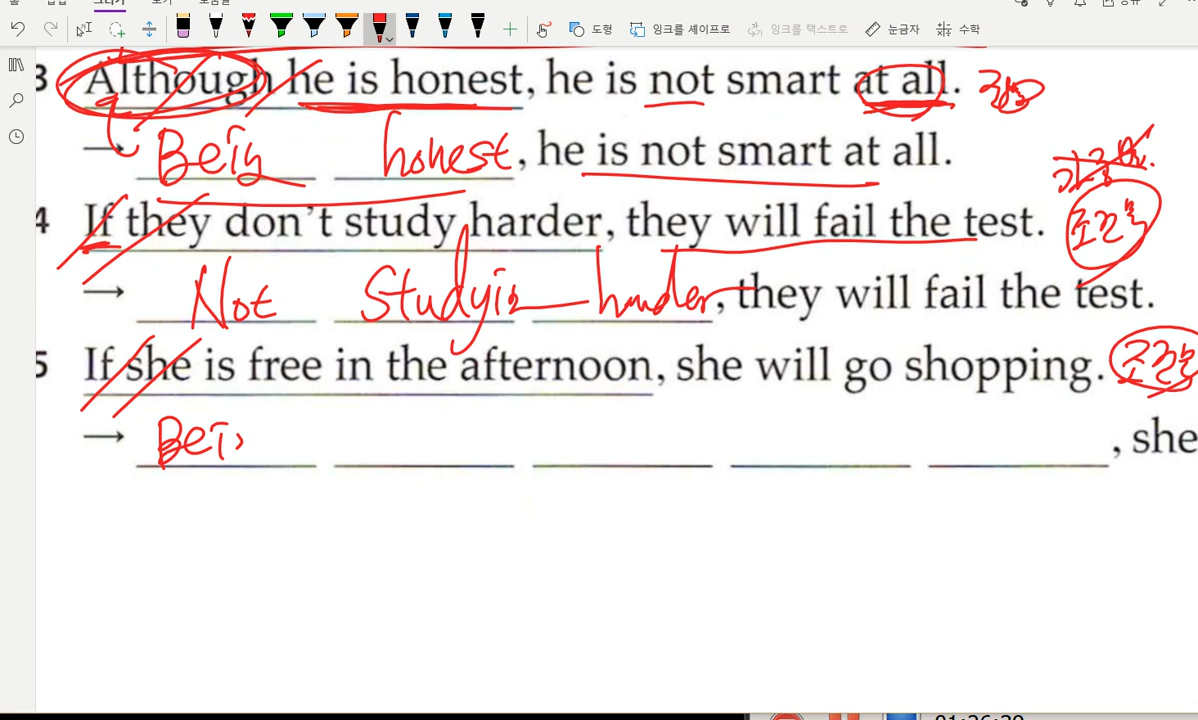 도형 잉크를 셰이프로 잉크를 텍스트로 눈금자 수학
3 Although he is honest, he is not smart at all. 강조
→ Being honest, he is not smart at all.
4 If they don't study harder, they will fail the test. 조건
→ Not Studying harder, they will fail the test.
5 If she is free in the afternoon, she will go shopping. 조건
→ Bei , she